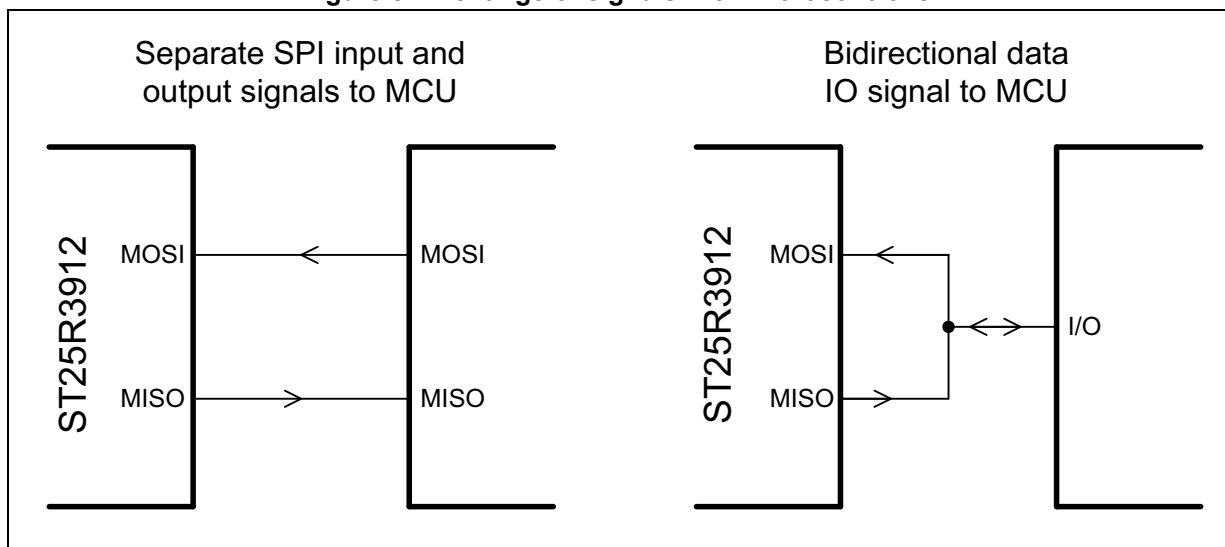 Separate SPI input and
output signals to MCU
Bidirectional data
IO signal to MCU
ST25R3912
MOSI
MISO
MOSI
MISO
ST25R3912
MOSI
MISO
I/O